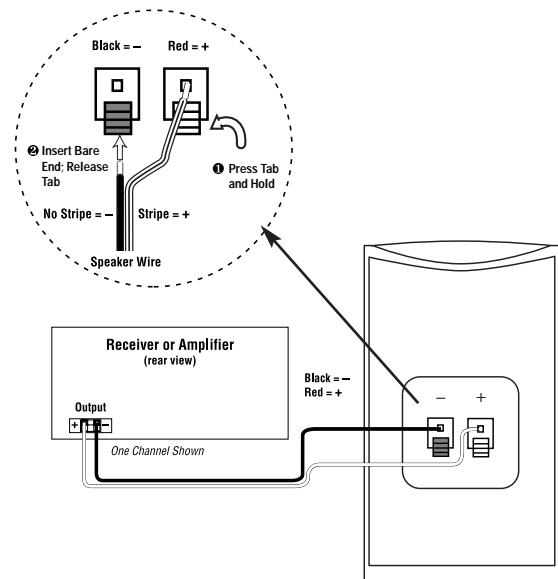 Black = – Red = +
❷ Insert Bare
End; Release
Tab
❶ Press Tab
and Hold
No Stripe = – Stripe = +
Speaker Wire
Receiver or Amplifier
(rear view)
Black = –
Red = +
– +
Output
+ –
One Channel Shown